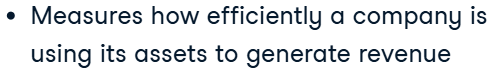 • Measures how efficiently a company is
using its assets to generate revenue